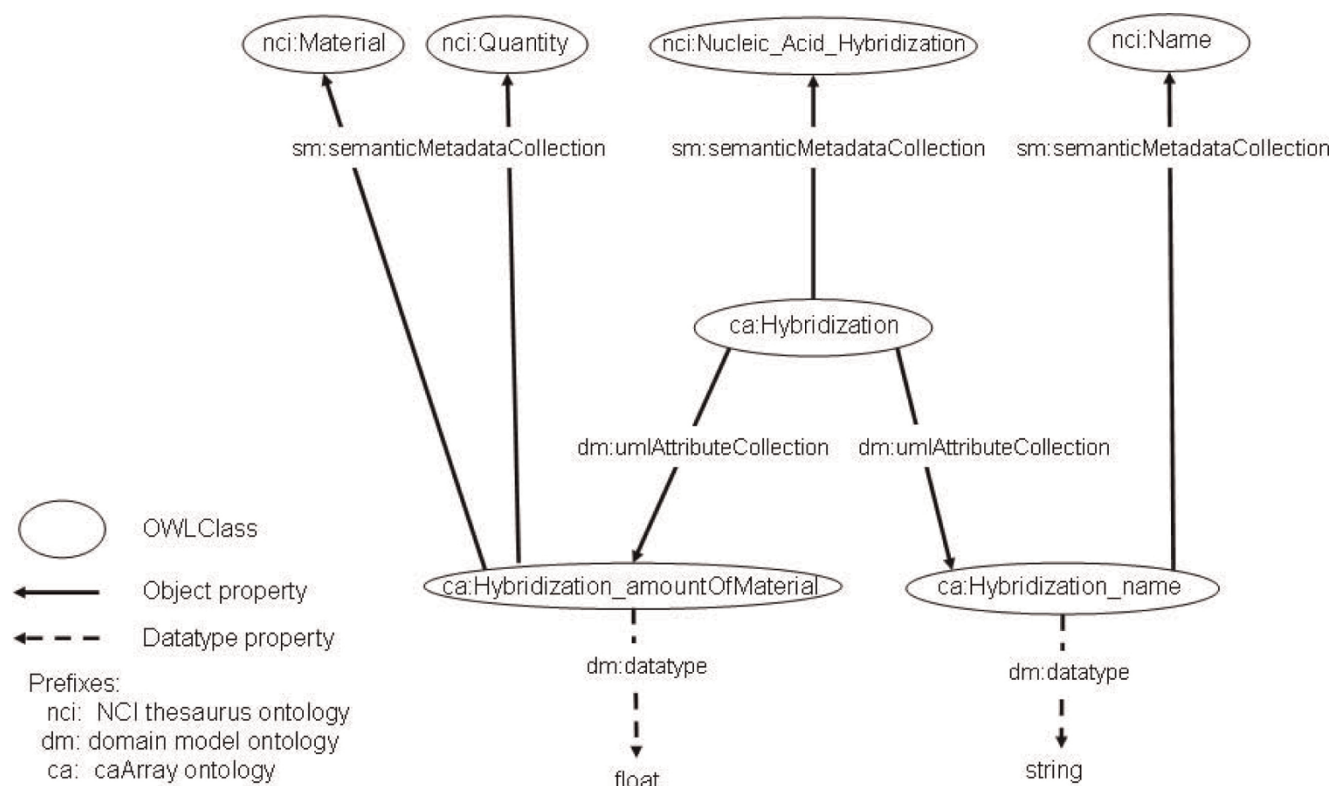 nci:Material
nci:Quantity
nci:Nucleic_Acid_Hybridization
nci:Name
sm:semanticMetadataCollection
sm:semanticMetadataCollection
sm:semanticMetadataCollection
ca:Hybridization
dm:umlAttributeCollection
dm:umlAttributeCollection
OWLClass
ca:Hybridization_amountOfMaterial
ca:Hybridization_name
Object property
Datatype property
dm:datatype
dm:datatype
Prefixes:
nci: NCI thesaurus ontology
dm: domain model ontology
ca: caArray ontology
float
string